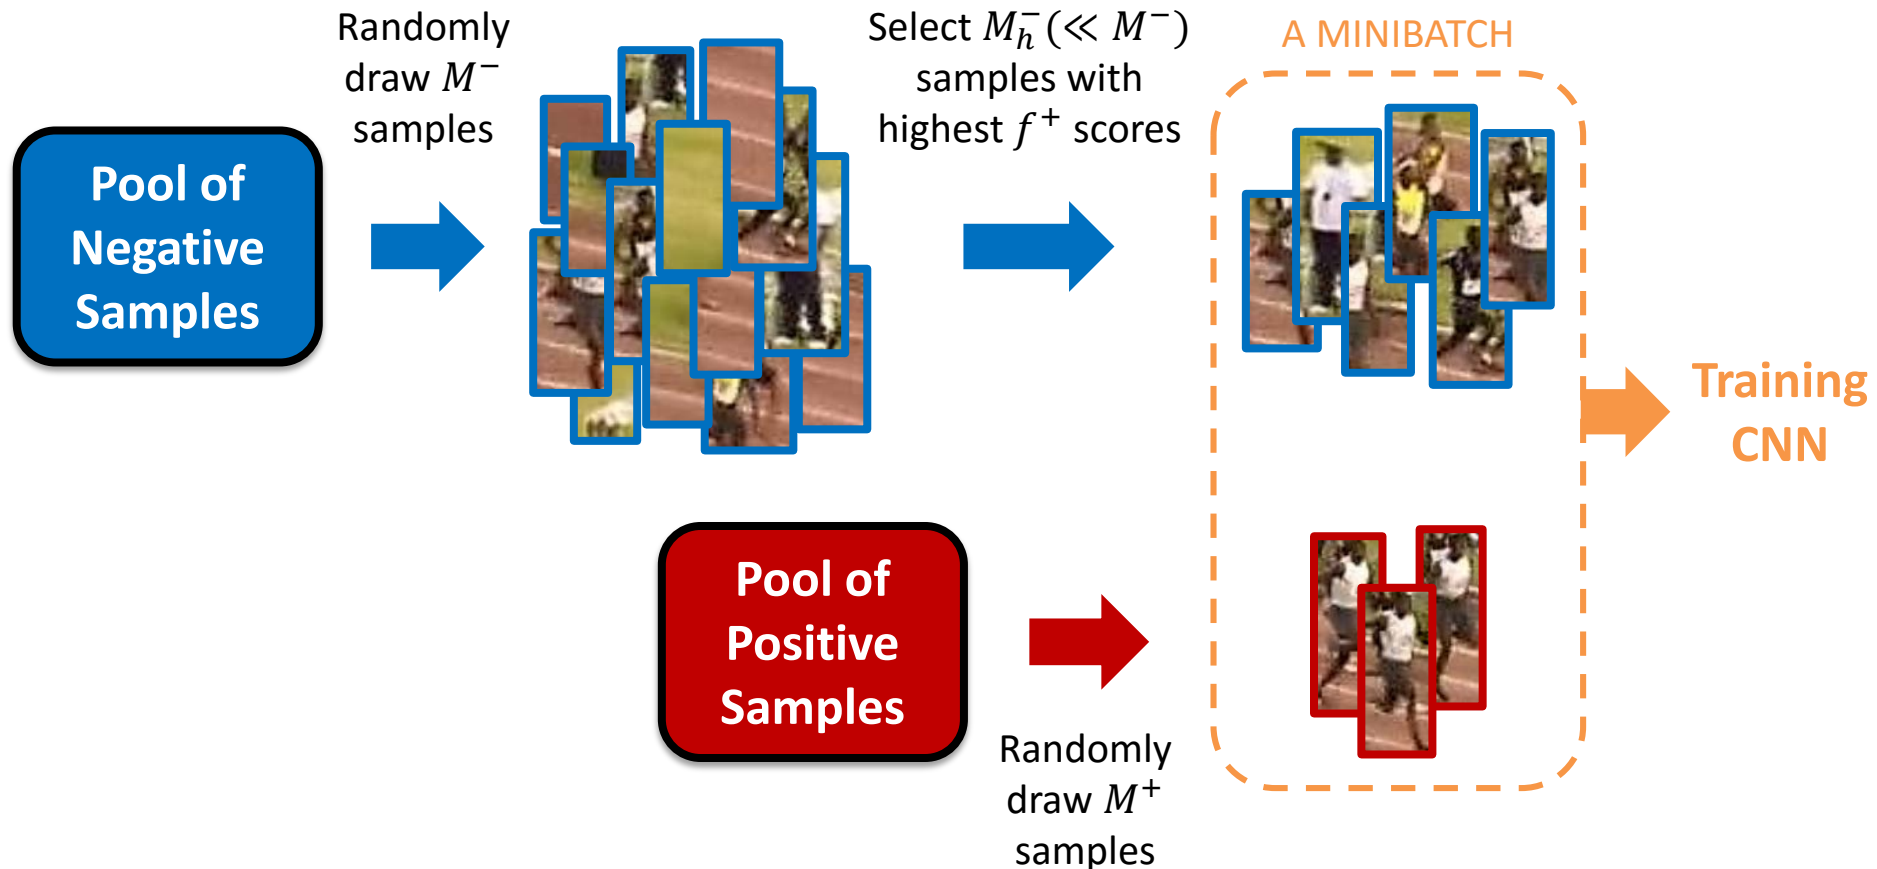 Randomly
draw M⁻
samples
Select M_h⁻(≪ M⁻)
samples with
highest f⁺ scores
A MINIBATCH
Pool of
Negative
Samples
Training
CNN
Pool of
Positive
Samples
Randomly
draw M⁺
samples